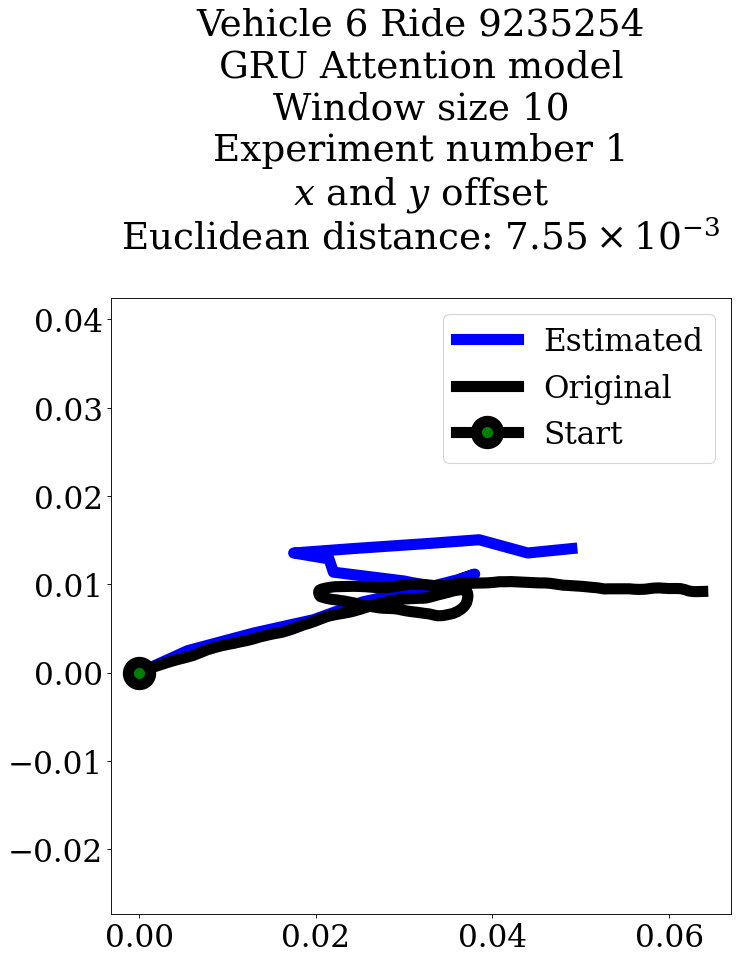 Vehicle 6 Ride 9235254
GRU Attention model
Window size 10
Experiment number 1
x and y offset
Euclidean distance: 7.55 × 10⁻³
Estimated
Original
Start
0.04
0.03
0.02
0.01
0.00
−0.01
−0.02
0.00 0.02 0.04 0.06